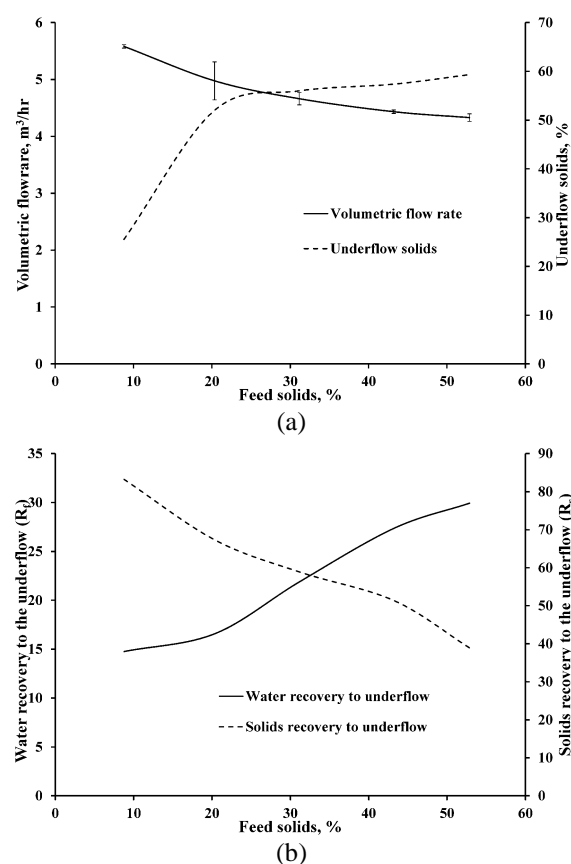 6
5
4
3
2
1
0
70
60
50
40
30
20
10
0
Volumetric flowrare, m³/hr
Underflow solids, %
Volumetric flow rate
Underflow solids
0 10 20 30 40 50 60
Feed solids, %
(a)
35
30
25
20
15
10
5
0
90
80
70
60
50
40
30
20
10
0
Water recovery to the underflow (Rf)
Solids recovery to the underflow (Rs)
Water recovery to underflow
Solids recovery to underflow
0 10 20 30 40 50 60
Feed solids, %
(b)